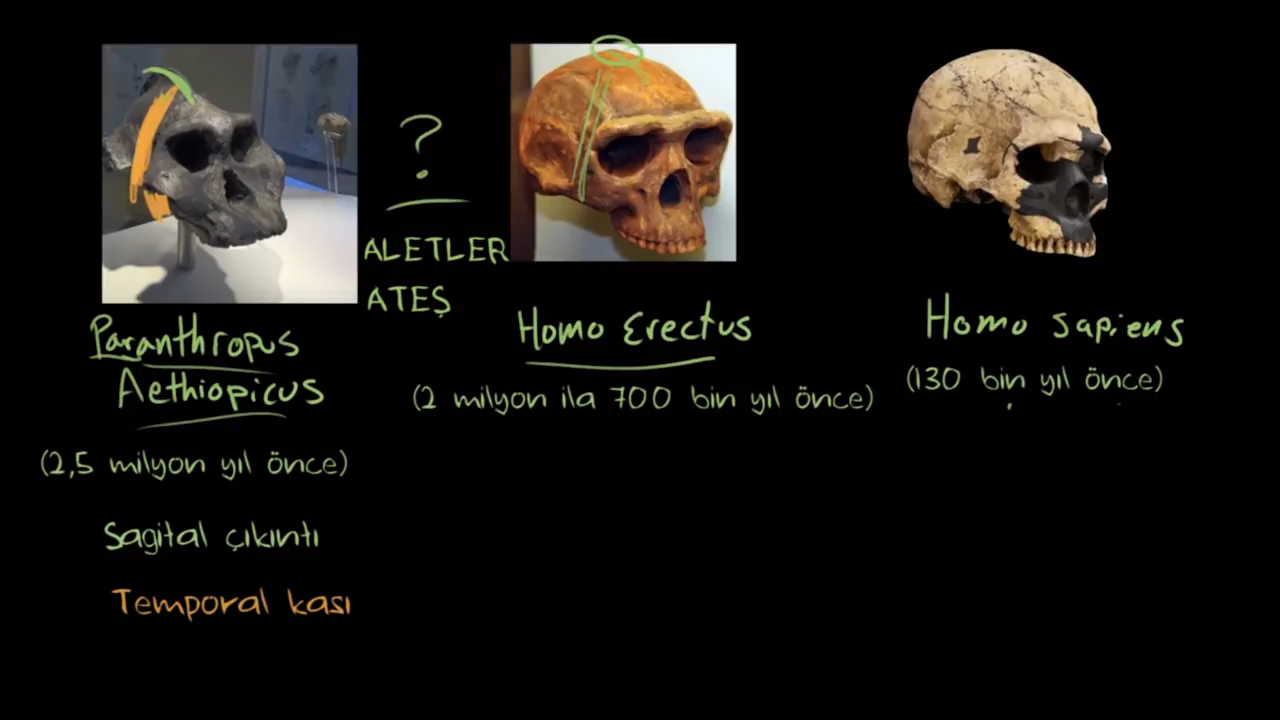 ?
ALETLER
ATEŞ
Paranthropus
Aethiopicus
(2,5 milyon yıl önce)
Sagital çıkıntı
Temporal kası
Homo Erectus
(2 milyon ila 700 bin yıl önce)
Homo sapiens
(130 bin yıl önce)